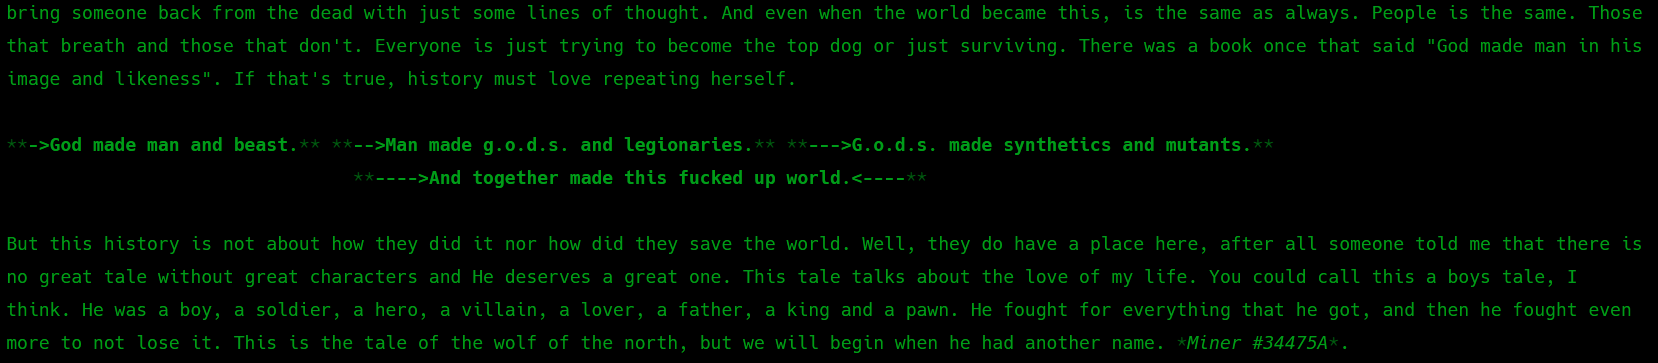 bring someone back from the dead with just some lines of thought. And even when the world became this, is the same as always. People is the same. Those
that breath and those that don't. Everyone is just trying to become the top dog or just surviving. There was a book once that said "God made man in his
image and likeness". If that's true, history must love repeating herself.
**->God made man and beast.** **-->Man made g.o.d.s. and legionaries.** **--->G.o.d.s. made synthetics and mutants.**
**---->And together made this fucked up world.<----**
But this history is not about how they did it nor how did they save the world. Well, they do have a place here, after all someone told me that there is
no great tale without great characters and He deserves a great one. This tale talks about the love of my life. You could call this a boys tale, I
think. He was a boy, a soldier, a hero, a villain, a lover, a father, a king and a pawn. He fought for everything that he got, and then he fought even
more to not lose it. This is the tale of the wolf of the north, but we will begin when he had another name. *Miner #34475A*.